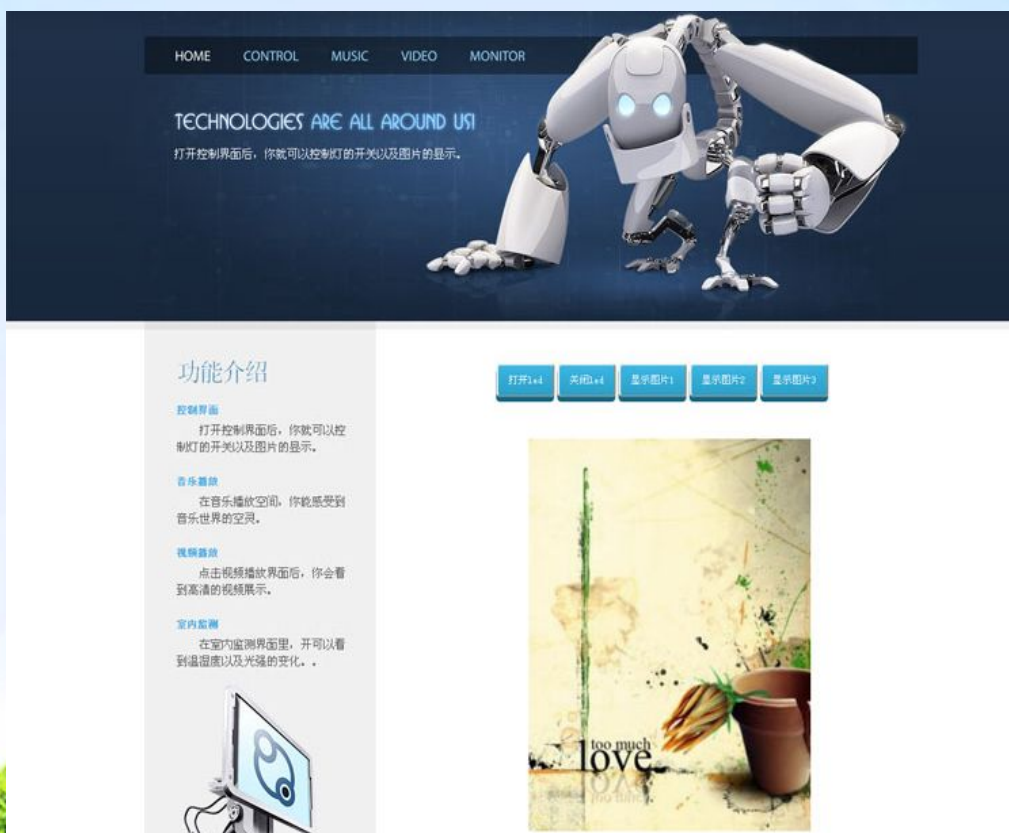 HOME CONTROL MUSIC VIDEO MONITOR
TECHNOLOGIES ARE ALL AROUND US!
打开控制界面后，你就可以控制灯的开关以及图片的显示。
功能介绍
控制界面
打开控制界面后，你就可以控
制灯的开关以及图片的显示。
音乐播放
在音乐播放空间，你能感受到
音乐世界的空灵。
视频播放
点击视频播放界面后，你会看
到高清的视频展示。
室内监测
在室内监测界面里，开可以看
到温湿度以及光强的变化。.
打开led 关闭led 显示图片1 显示图片2 显示图片3
too much
love